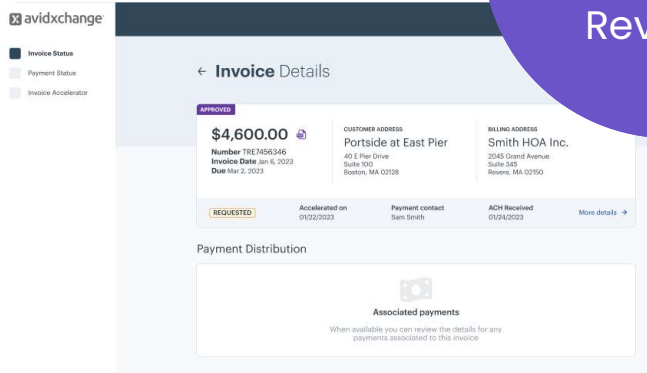 avidxchange
Rev
Invoice Status
Payment Status
Invoice Accelerator
← Invoice Details
APPROVED
$4,600.00
Number TRE7456346
Invoice Date Jan 6, 2023
Due Mar 2, 2023
CUSTOMER ADDRESS
Portside at East Pier
40 E Pier Drive
Suite 100
Boston, MA 02128
BILLING ADDRESS
Smith HOA Inc.
2045 Grand Avenue
Suite 345
Revere, MA 02150
REQUESTED
Accelerated on
01/22/2023
Payment contact
Sam Smith
ACH Received
01/24/2023
More details →
Payment Distribution
Associated payments
When available you can review the details for any
payments associated to this invoice